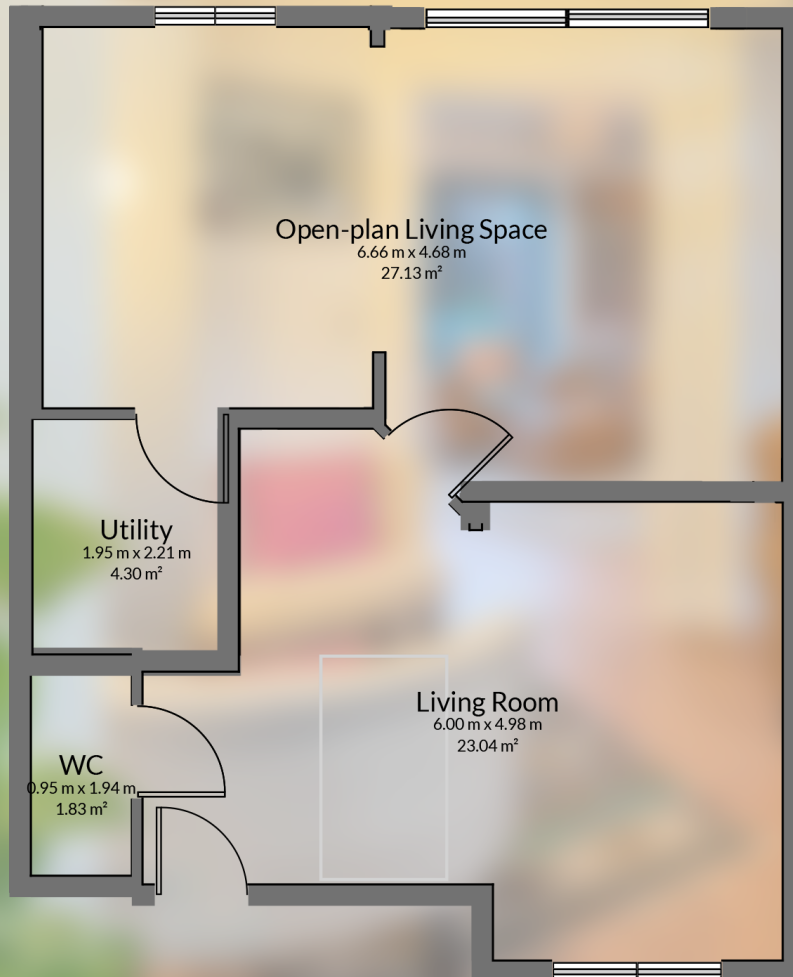 Open-plan Living Space
6.66 m x 4.68 m
27.13 m²
Utility
1.95 m x 2.21 m
4.30 m²
Living Room
6.00 m x 4.98 m
23.04 m²
WC
0.95 m x 1.94 m
1.83 m²